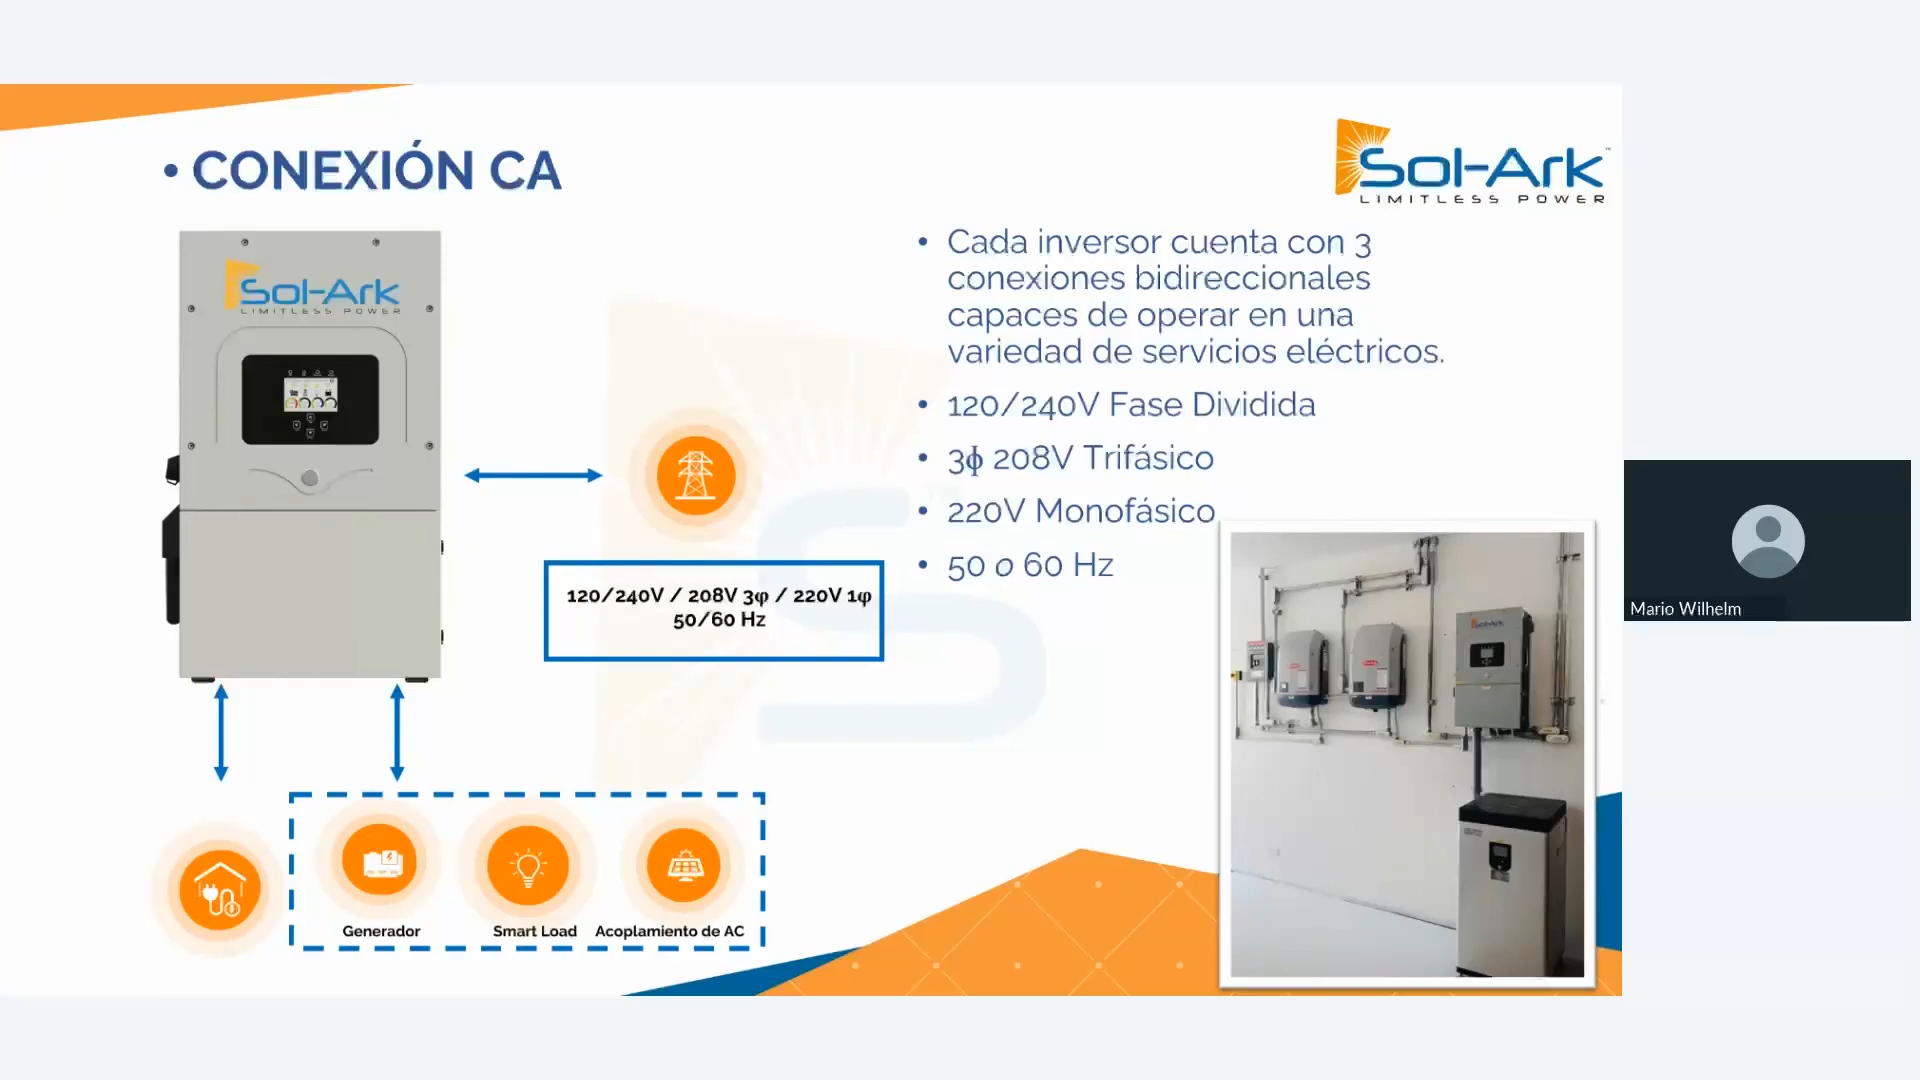 • CONEXIÓN CA
Sol-Ark™
LIMITLESS POWER
Sol-Ark
LIMITLESS POWER
• Cada inversor cuenta con 3
conexiones bidireccionales
capaces de operar en una
variedad de servicios eléctricos.
• 120/240V Fase Dividida
• 3ϕ 208V Trifásico
• 220V Monofásico
• 50 o 60 Hz
120/240V / 208V 3φ / 220V 1φ
50/60 Hz
Generador
Smart Load
Acoplamiento de AC
Sol-Ark
Mario Wilhelm